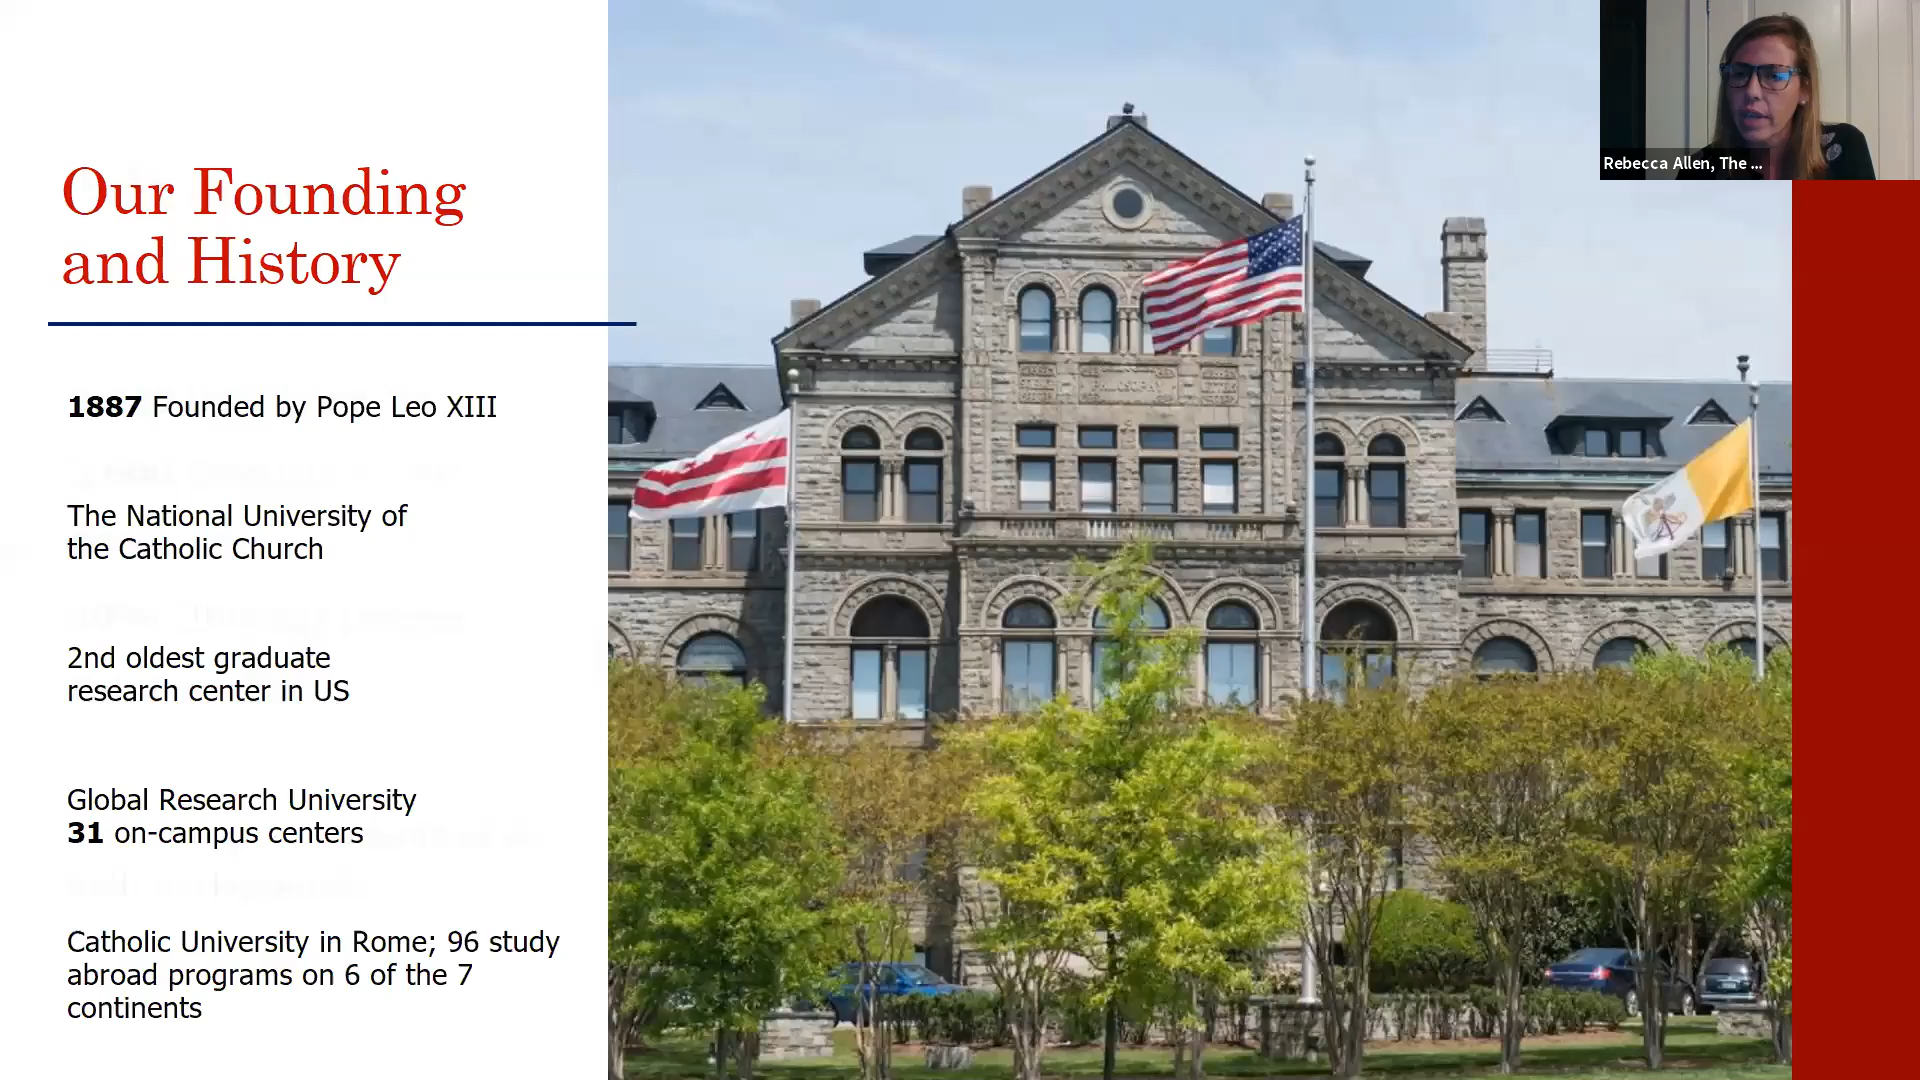 Our Founding
and History
1887 Founded by Pope Leo XIII
The National University of
the Catholic Church
2nd oldest graduate
research center in US
Global Research University
31 on-campus centers
Catholic University in Rome; 96 study
abroad programs on 6 of the 7
continents
PHILOSOPHY
Rebecca Allen, The ...